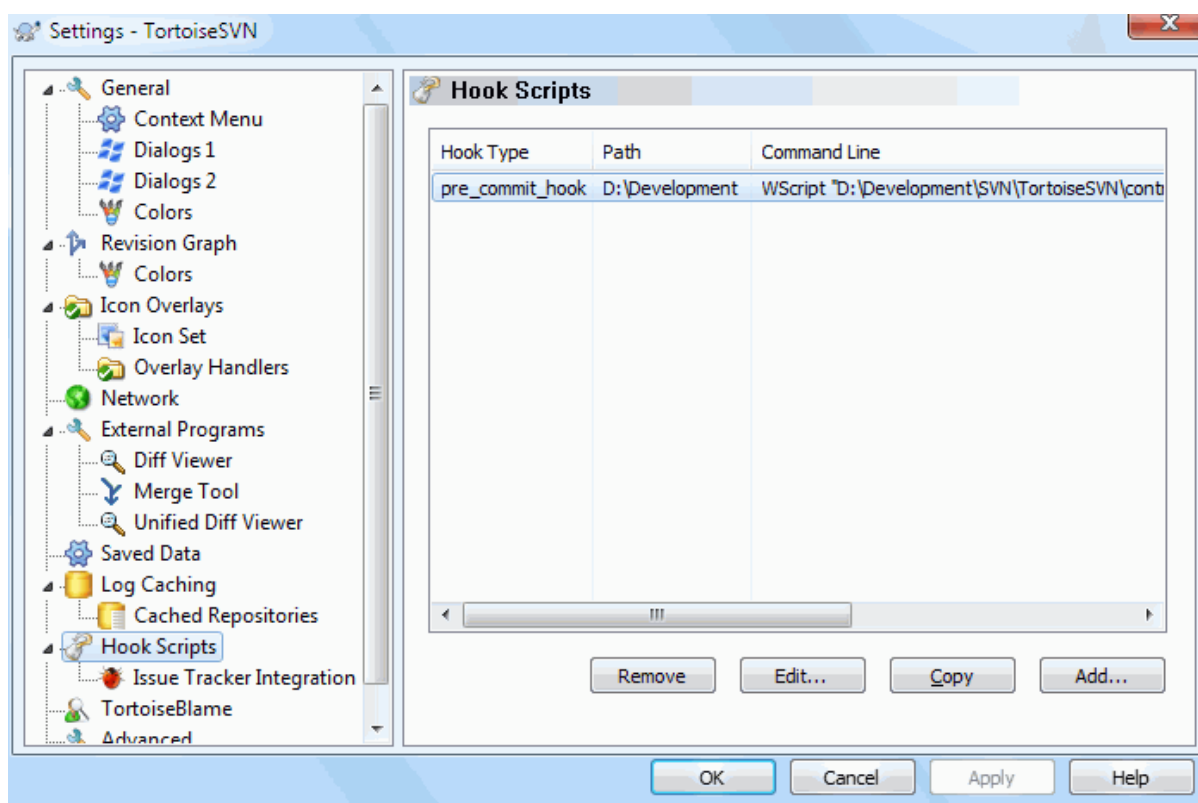 Settings - TortoiseSVN
General
Context Menu
Dialogs 1
Dialogs 2
Colors
Revision Graph
Colors
Icon Overlays
Icon Set
Overlay Handlers
Network
External Programs
Diff Viewer
Merge Tool
Unified Diff Viewer
Saved Data
Log Caching
Cached Repositories
Hook Scripts
Issue Tracker Integration
TortoiseBlame
Advanced
Hook Scripts
Hook Type Path Command Line
pre_commit_hook D:\Development WScript "D:\Development\SVN\TortoiseSVN\contr
Remove Edit... Copy Add...
OK Cancel Apply Help